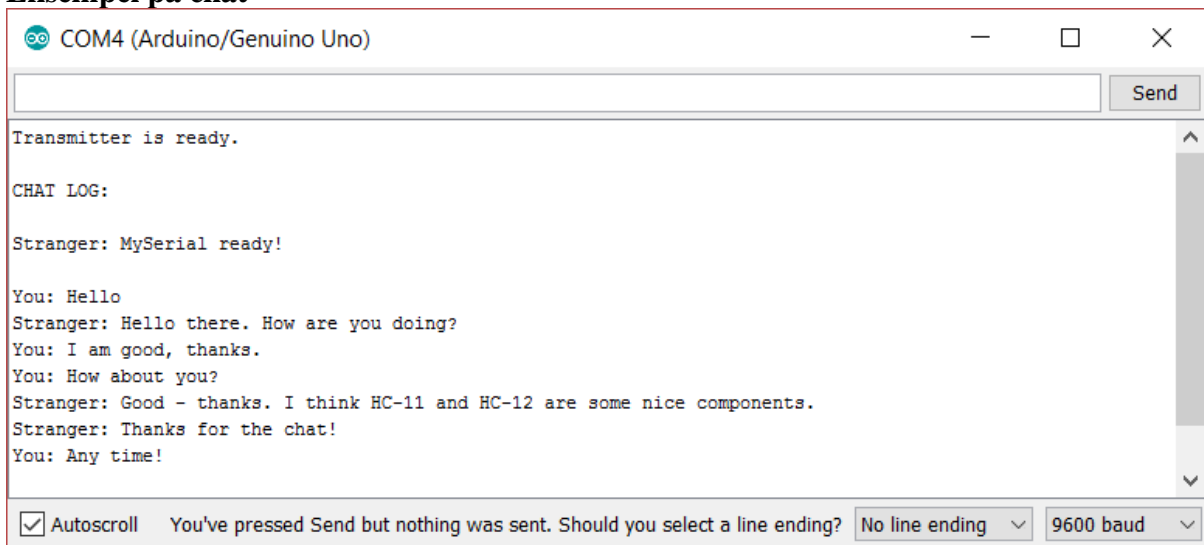 COM4 (Arduino/Genuino Uno)
Send
Transmitter is ready.
CHAT LOG:
Stranger: MySerial ready!
You: Hello
Stranger: Hello there. How are you doing?
You: I am good, thanks.
You: How about you?
Stranger: Good - thanks. I think HC-11 and HC-12 are some nice components.
Stranger: Thanks for the chat!
You: Any time!
Autoscroll You've pressed Send but nothing was sent. Should you select a line ending? No line ending 9600 baud